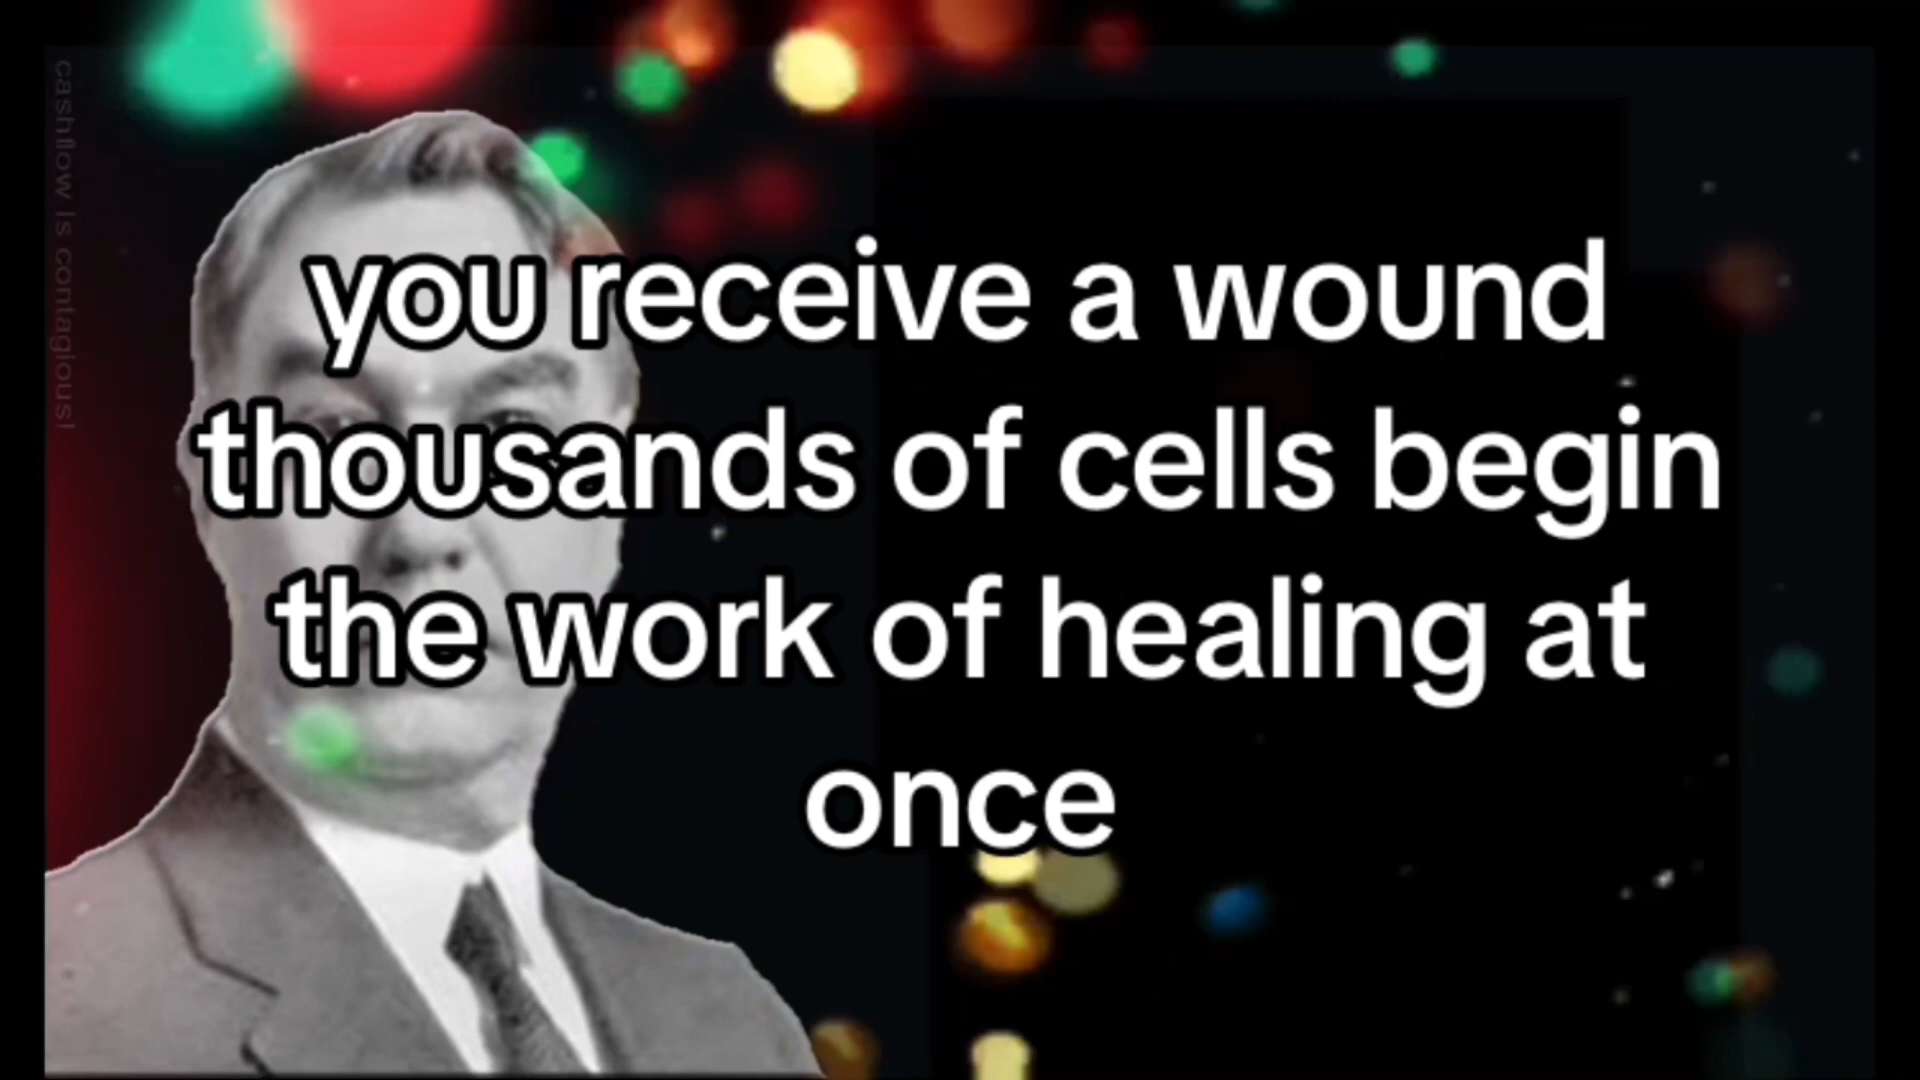 cashflow is contagious!
you receive a wound
thousands of cells begin
the work of healing at
once